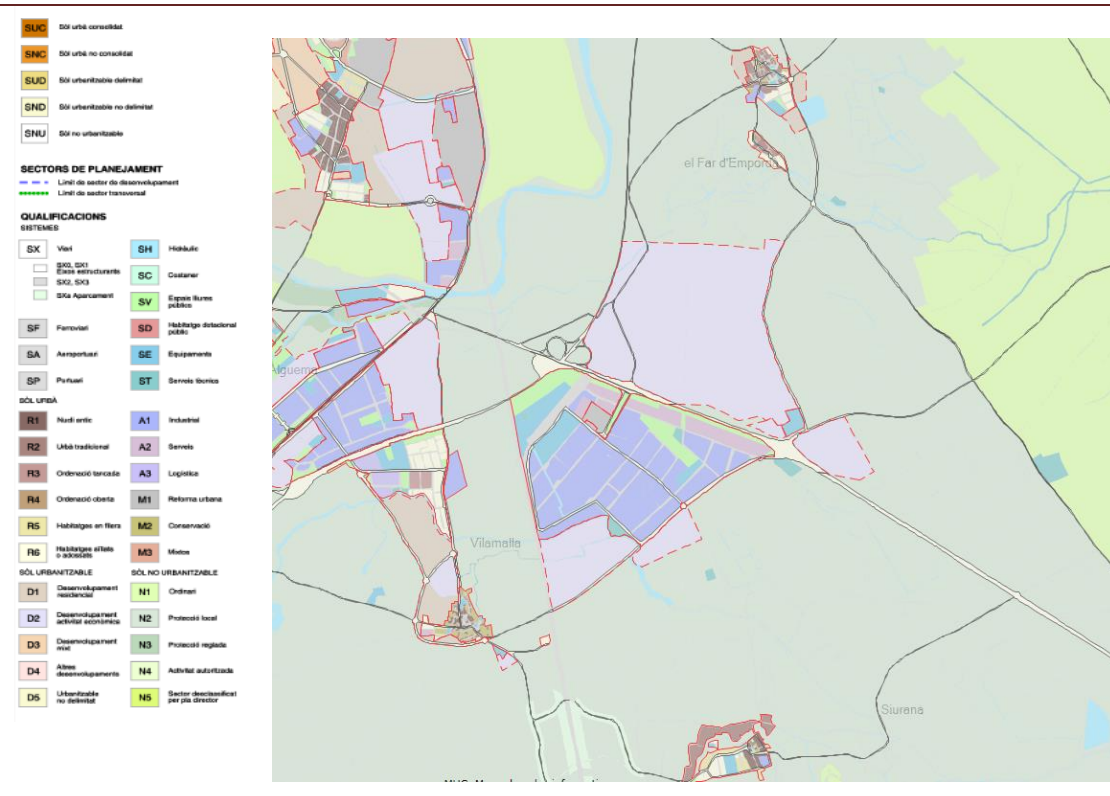 SUC Sòl urbà consolidat
SNC Sòl urbà no consolidat
SUD Sòl urbanitzable delimitat
SND Sòl urbanitzable no delimitat
SNU Sòl no urbanitzable
SECTORS DE PLANEJAMENT
Límit de sector de desenvolupament
Límit de sector transversal
QUALIFICACIONS
SISTEMES
SX Viari
SX0, SX1
Eixos estructurants
SX2, SX3
SXa Aparcament
SF Ferroviari
SA Aeroportuari
SP Portuari
SH Hidràulic
SC Costaner
SV Espais lliures
públics
SD Habitatge dotacional
públic
SE Equipaments
ST Serveis tècnics
SÒL URBÀ
R1 Nucli antic
R2 Urbà tradicional
R3 Ordenació tancada
R4 Ordenació oberta
R5 Habitatges en filera
R6 Habitatges aïllats
o adossats
A1 Industrial
A2 Serveis
A3 Logística
M1 Reforma urbana
M2 Conservació
M3 Mixtos
SÒL URBANITZABLE
D1 Desenvolupament
residencial
D2 Desenvolupament
activitat econòmica
D3 Desenvolupament
mixt
D4 Altres
desenvolupaments
D5 Urbanitzable
no delimitat
SÒL NO URBANITZABLE
N1 Ordinari
N2 Protecció local
N3 Protecció reglada
N4 Activitat autoritzada
N5 Sector desclassificat
per pla director
el Far d'Empordà
Vilamalla
Siurana